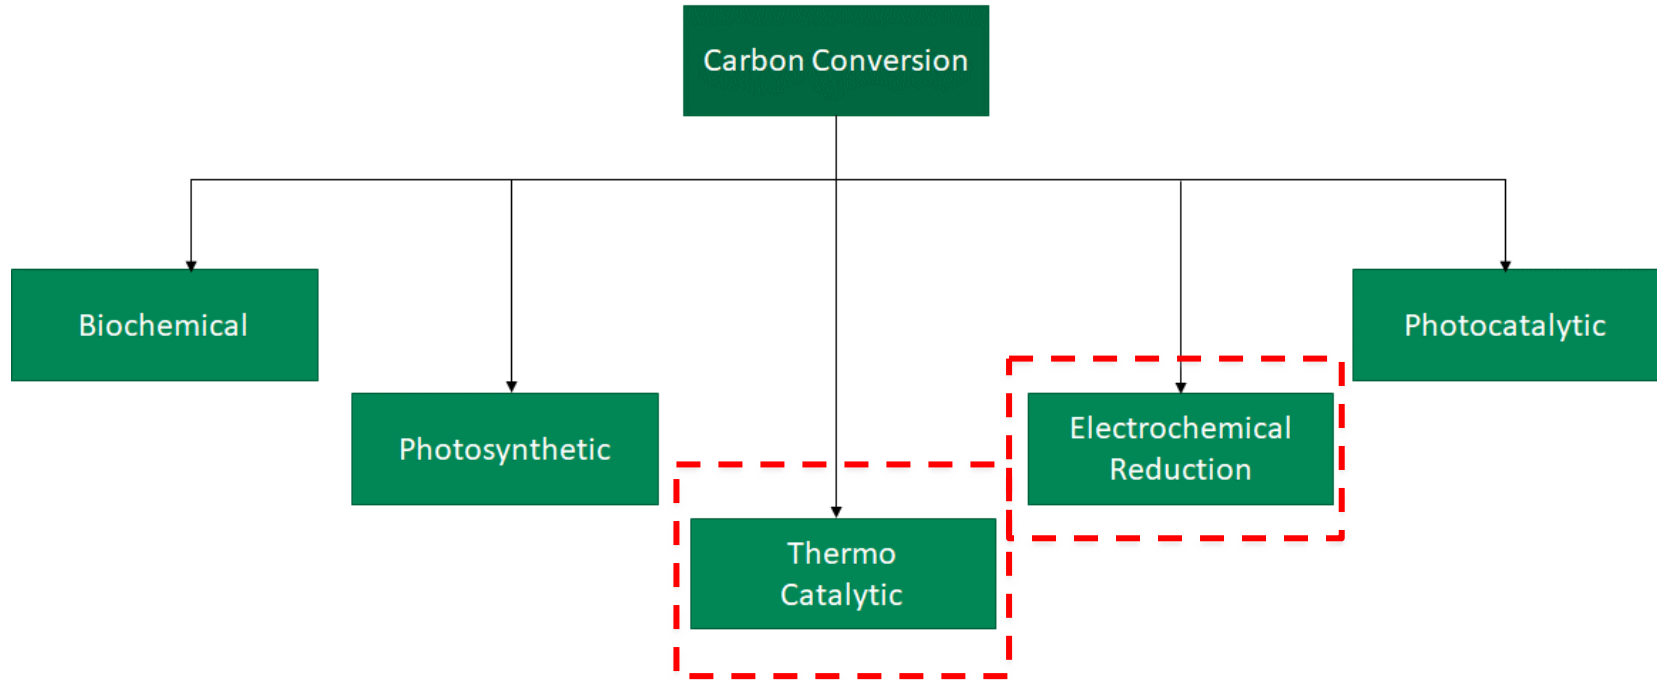 Carbon Conversion
Biochemical
Photosynthetic
Thermo
Catalytic
Electrochemical
Reduction
Photocatalytic